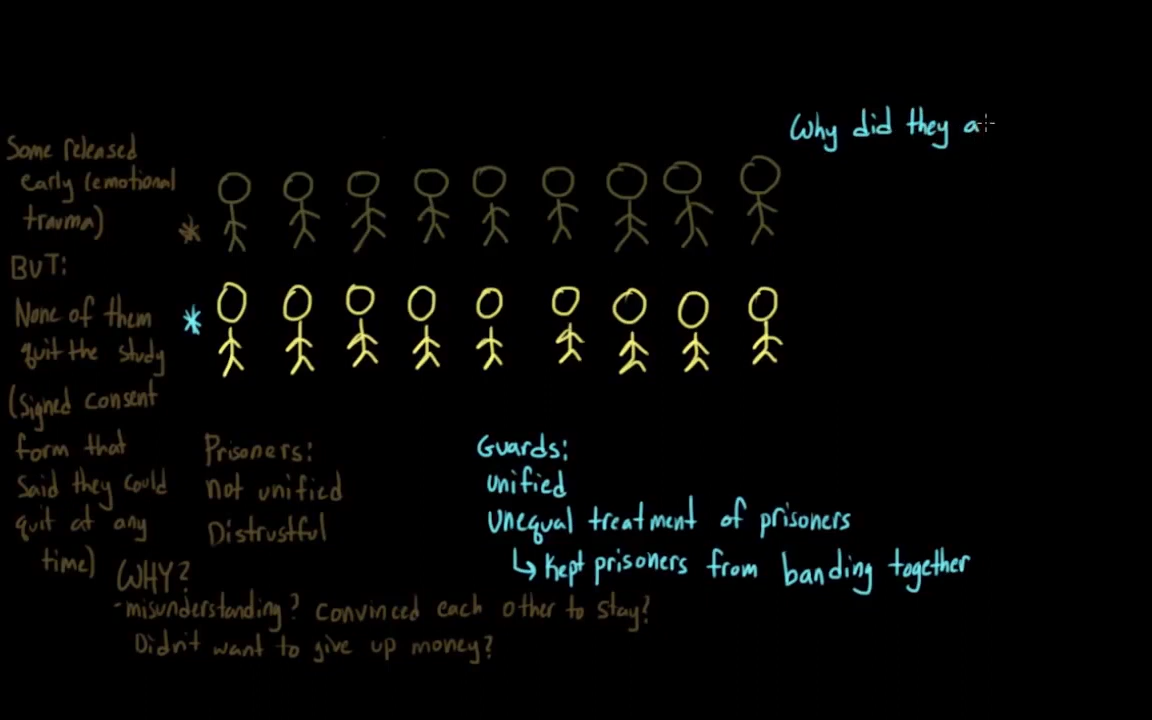 Why did they a
Some released
early (emotional
trauma)
*
BUT:
None of them
quit the study
*
(Signed consent
form that
said they could
quit at any
time)
Prisoners:
not unified
Distrustful
Guards:
unified
unequal treatment of prisoners
↳ kept prisoners from banding together
WHY?
-misunderstanding? Convinced each other to stay?
Didn't want to give up money?